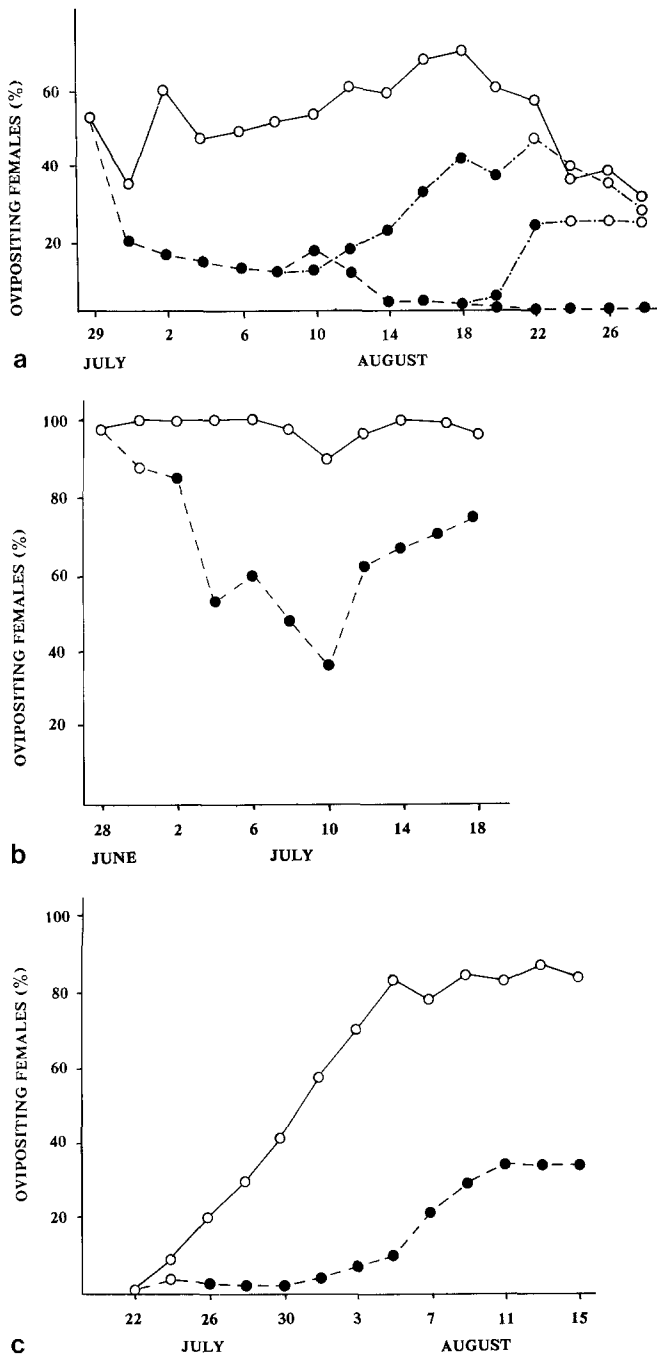 OVIPOSITING FEMALES (%)
60
40
20
29 2 6 10 14 18 22 26
a
JULY AUGUST
OVIPOSITING FEMALES (%)
100
80
60
40
20
28 2 6 10 14 18
b
JUNE JULY
OVIPOSITING FEMALES (%)
100
80
60
40
20
22 26 30 3 7 11 15
c
JULY AUGUST